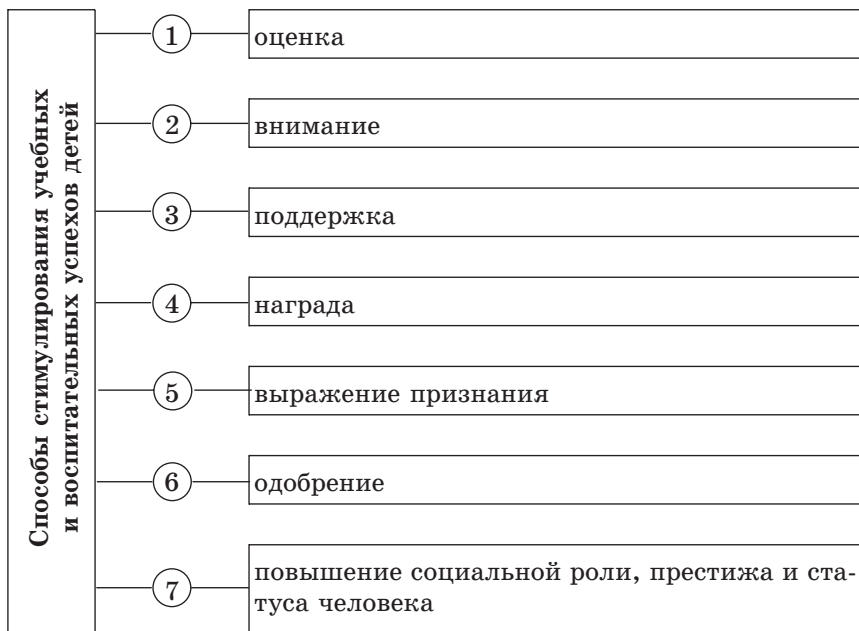 Способы стимулирования учебных
и воспитательных успехов детей
1 оценка
2 внимание
3 поддержка
4 награда
5 выражение признания
6 одобрение
7 повышение социальной роли, престижа и ста-
туса человека